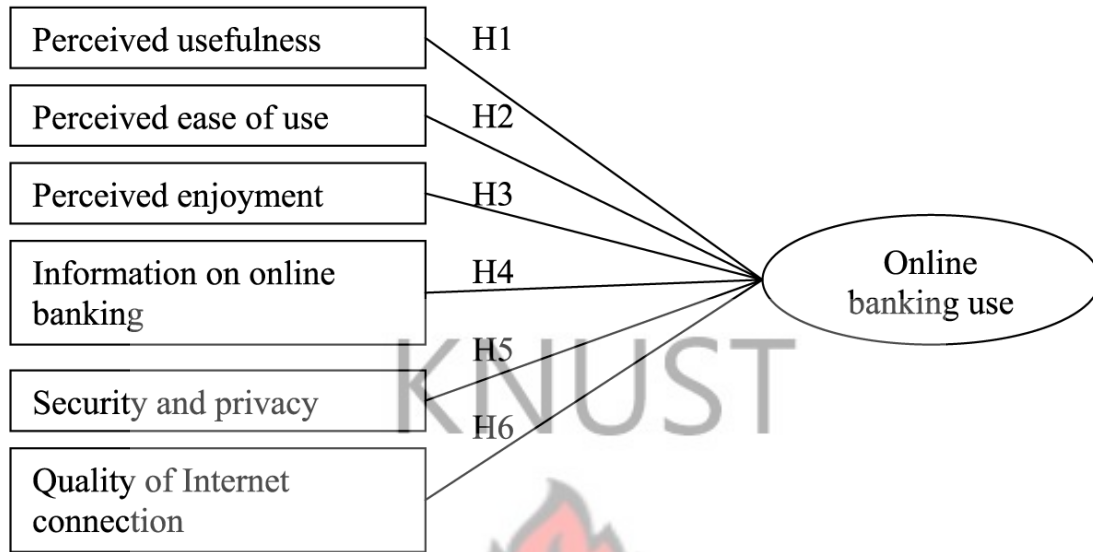 Perceived usefulness
H1
Perceived ease of use
H2
Perceived enjoyment
H3
Information on online
banking
H4
Online
banking use
Security and privacy
H5
KNUST
Quality of Internet
connection
H6